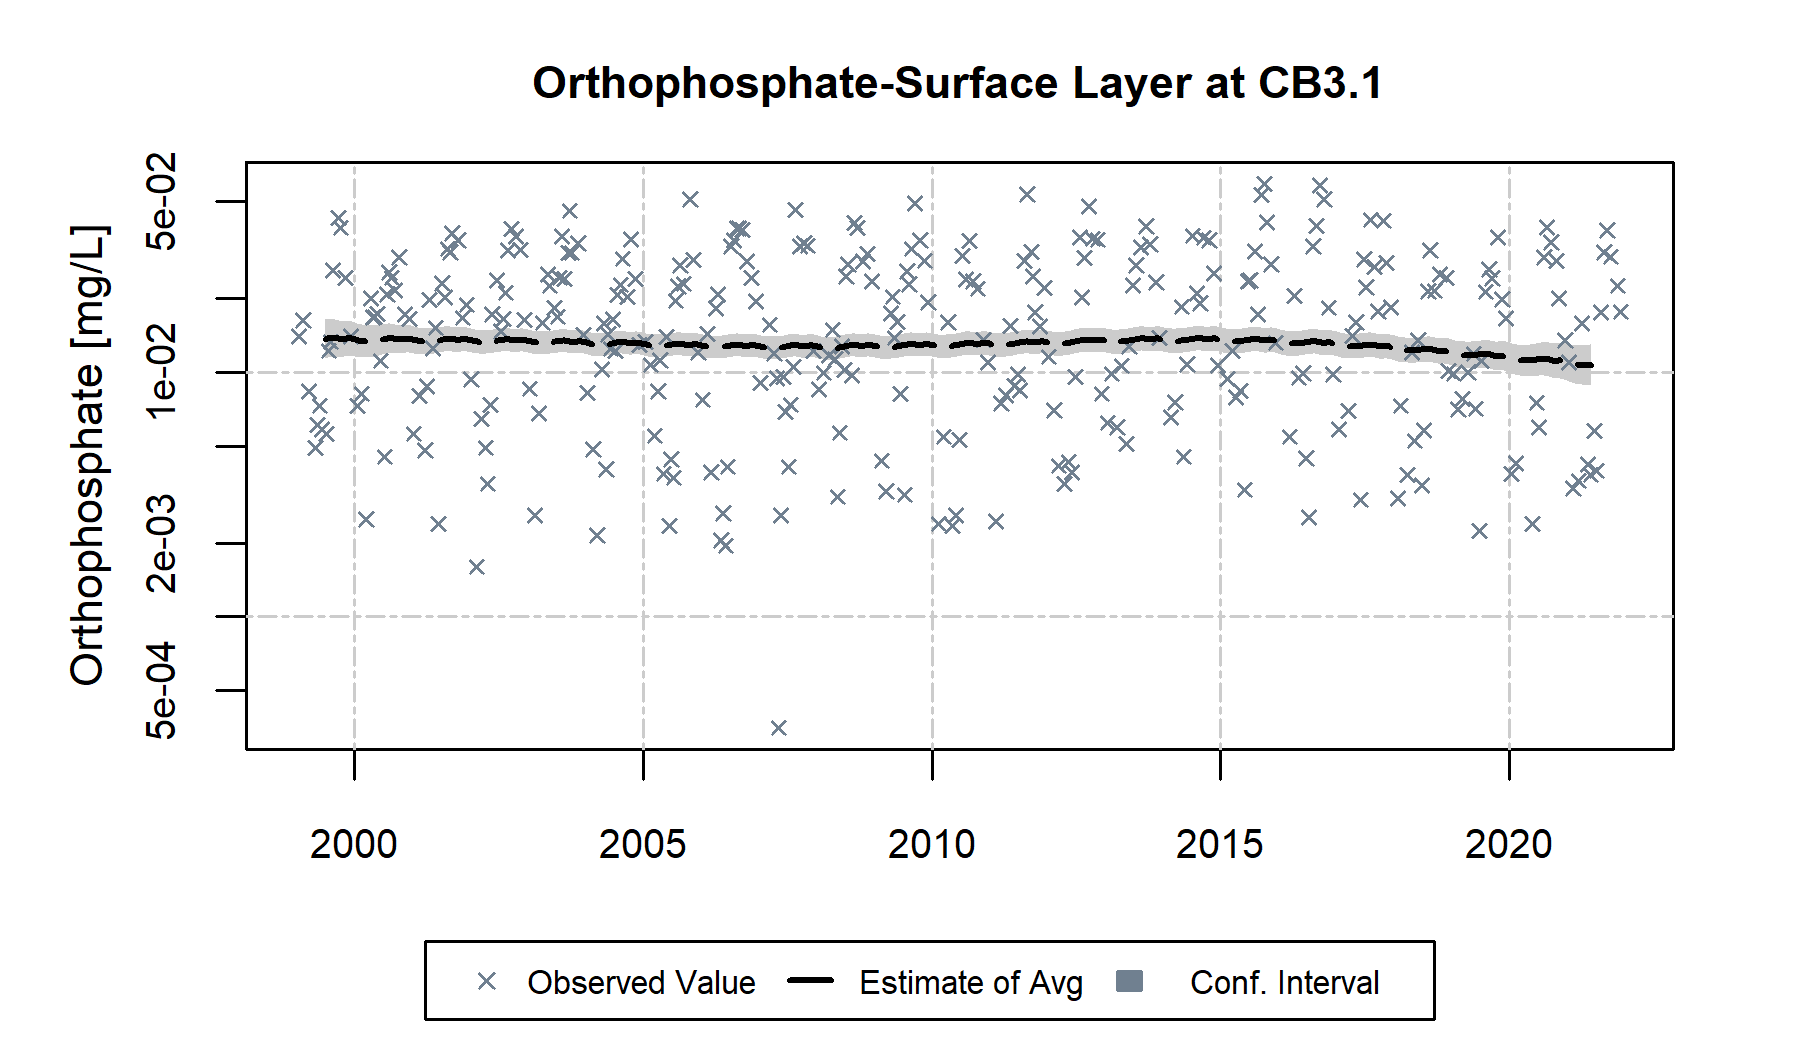 Orthophosphate-Surface Layer at CB3.1
Orthophosphate [mg/L]
5e-02
1e-02
2e-03
5e-04
2000 2005 2010 2015 2020
Observed Value Estimate of Avg Conf. Interval